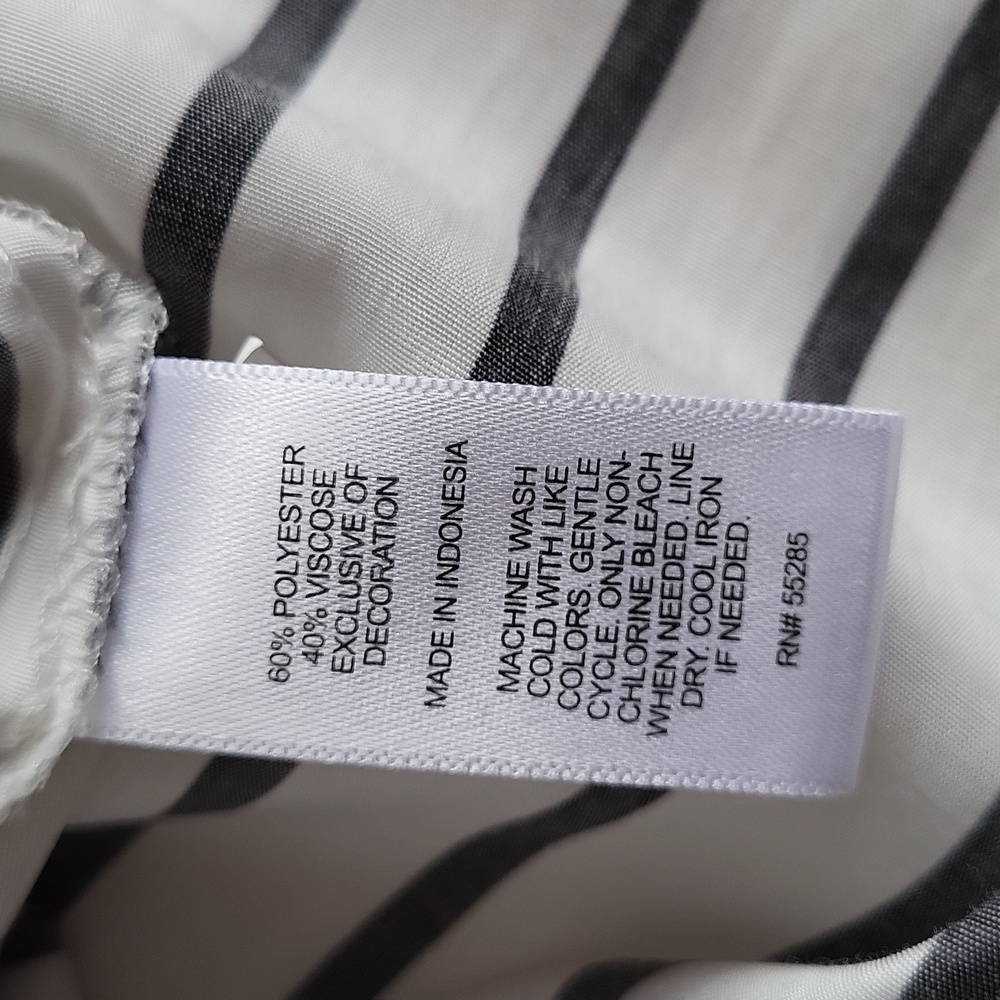 60% POLYESTER
40% VISCOSE
EXCLUSIVE OF
DECORATION
MADE IN INDONESIA
MACHINE WASH
COLD WITH LIKE
COLORS. GENTLE
CYCLE. ONLY NON-
CHLORINE BLEACH
WHEN NEEDED. LINE
DRY. COOL IRON
IF NEEDED.
RN# 55285